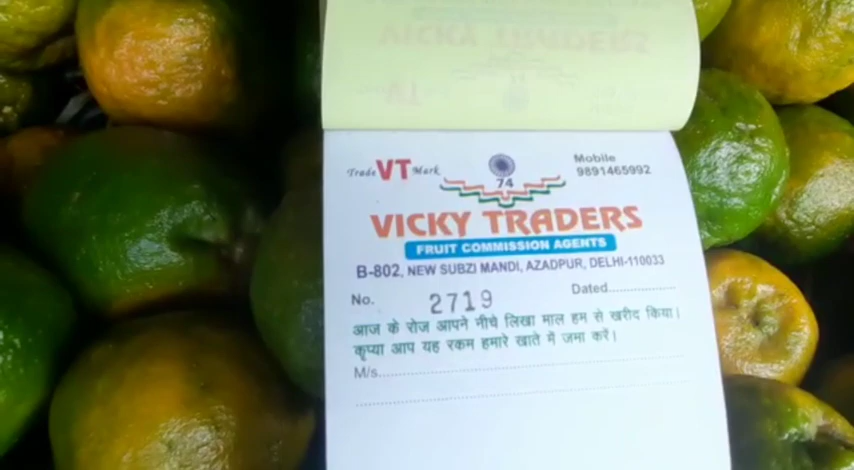 Trade VT Mark
74
Mobile
9891465992
VICKY TRADERS
FRUIT COMMISSION AGENTS
B-802, NEW SUBZI MANDI, AZADPUR, DELHI-110033
No. 2719 Dated...................
आज के रोज आपने नीचे लिखा माल हम से खरीद किया।
कृप्या आप यह रकम हमारे खाते में जमा करें।
M/s............................................................